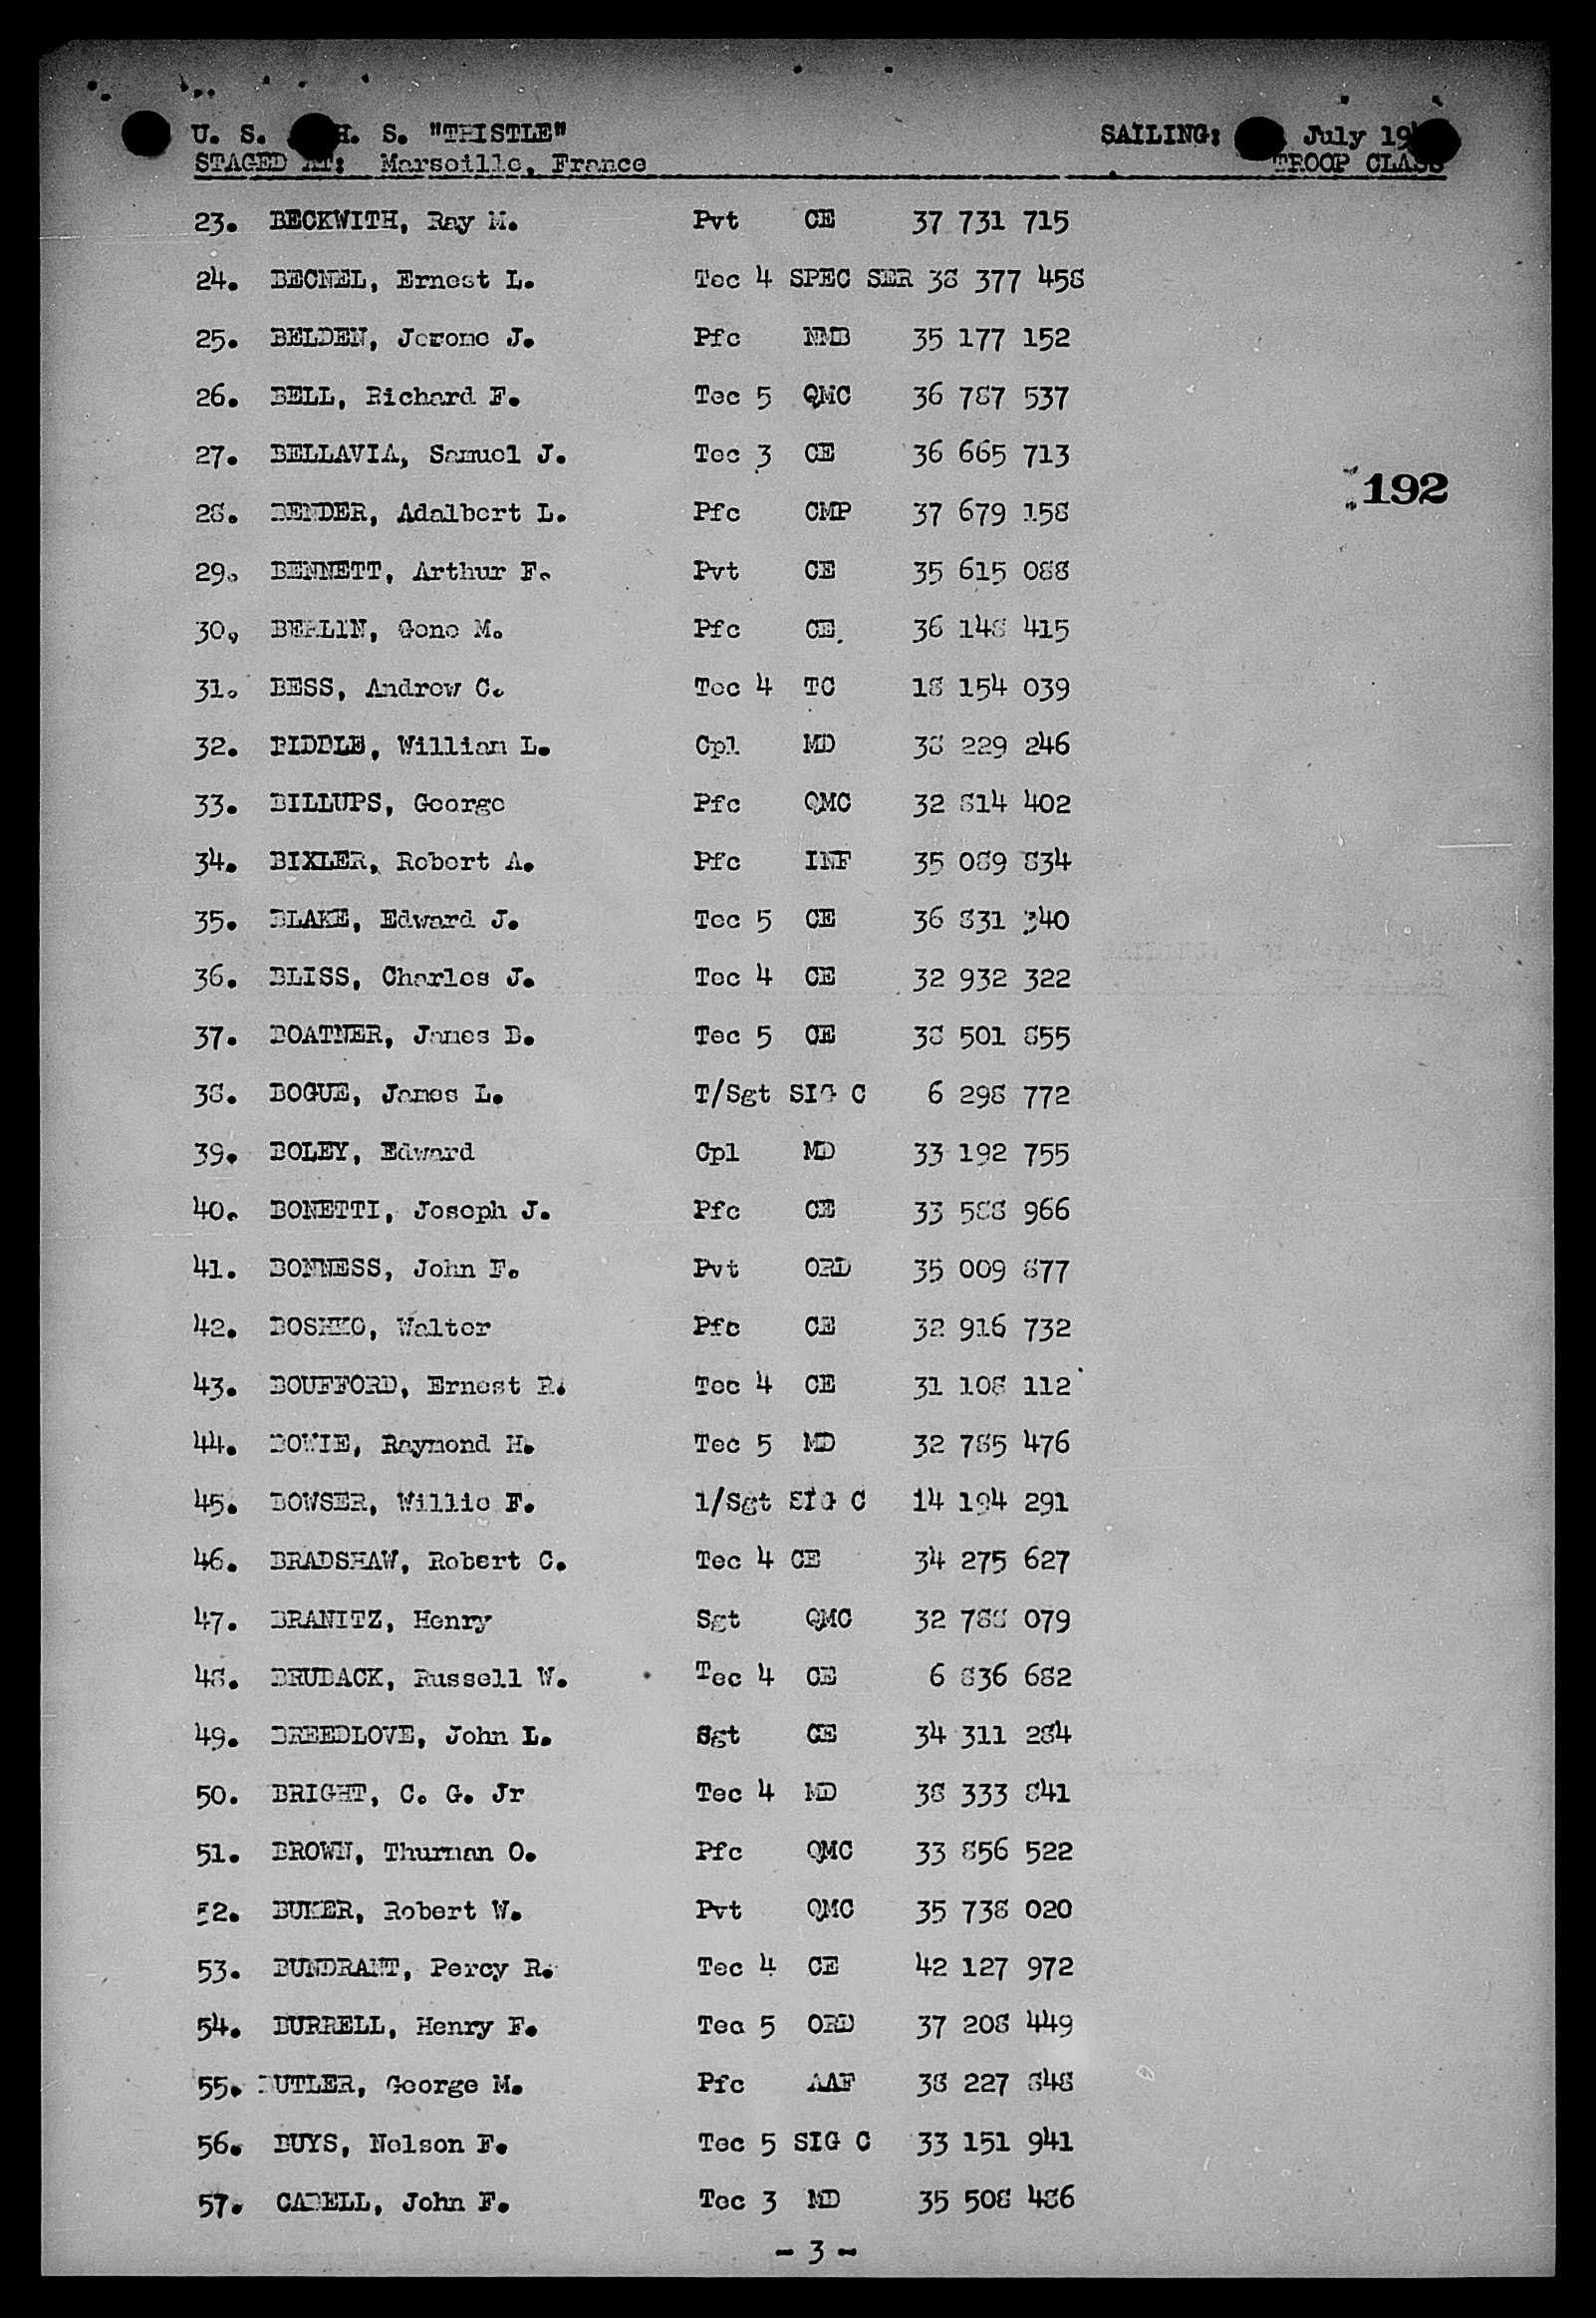 U. S. H. S. "THISTLE" SAILING: July 19
STAGED AT: Marseille, France TROOP CLASS
23. BECKWITH, Ray M. Pvt CE 37 731 715
24. BECNEL, Ernest L. Tec 4 SPEC SER 38 377 458
25. BELDEN, Jerome J. Pfc NMB 35 177 152
26. BELL, Richard F. Tec 5 QMC 36 787 537
27. BELLAVIA, Samuel J. Tec 3 CE 36 665 713
192
28. BENDER, Adalbert L. Pfc CMP 37 679 158
29. BENNETT, Arthur F. Pvt CE 35 615 088
30. BERLIN, Gene M. Pfc CE 36 148 415
31. BESS, Andrew C. Tec 4 TC 18 154 039
32. BIDDLE, William L. Cpl MD 38 229 246
33. BILLUPS, George Pfc QMC 32 814 402
34. BIXLER, Robert A. Pfc INF 35 089 834
35. BLAKE, Edward J. Tec 5 CE 36 831 340
36. BLISS, Charles J. Tec 4 CE 32 932 322
37. BOATNER, James B. Tec 5 CE 38 501 855
38. BOGUE, James L. T/Sgt SIG C 6 298 772
39. BOLEY, Edward Cpl MD 33 192 755
40. BONETTI, Joseph J. Pfc CE 33 588 966
41. BONNESS, John F. Pvt ORD 35 009 877
42. BOSHKO, Walter Pfc CE 32 916 732
43. BOUFFORD, Ernest R. Tec 4 CE 31 108 112
44. BOWIE, Raymond H. Tec 5 MD 32 785 476
45. BOWSER, Willie F. 1/Sgt SIG C 14 194 291
46. BRADSHAW, Robert C. Tec 4 CE 34 275 627
47. BRANITZ, Henry Sgt QMC 32 788 079
48. BRUBACK, Russell W. Tec 4 CE 6 836 682
49. BREEDLOVE, John L. Sgt CE 34 311 284
50. BRIGHT, C. G. Jr Tec 4 MD 38 333 841
51. BROWN, Thurman O. Pfc QMC 33 856 522
52. BUKER, Robert W. Pvt QMC 35 738 020
53. BUNDRANT, Percy R. Tec 4 CE 42 127 972
54. BURRELL, Henry F. Tec 5 ORD 37 208 449
55. BUTLER, George M. Pfc AAF 38 227 848
56. BUYS, Nelson F. Tec 5 SIG C 33 151 941
57. CABELL, John F. Tec 3 MD 35 508 486
- 3 -